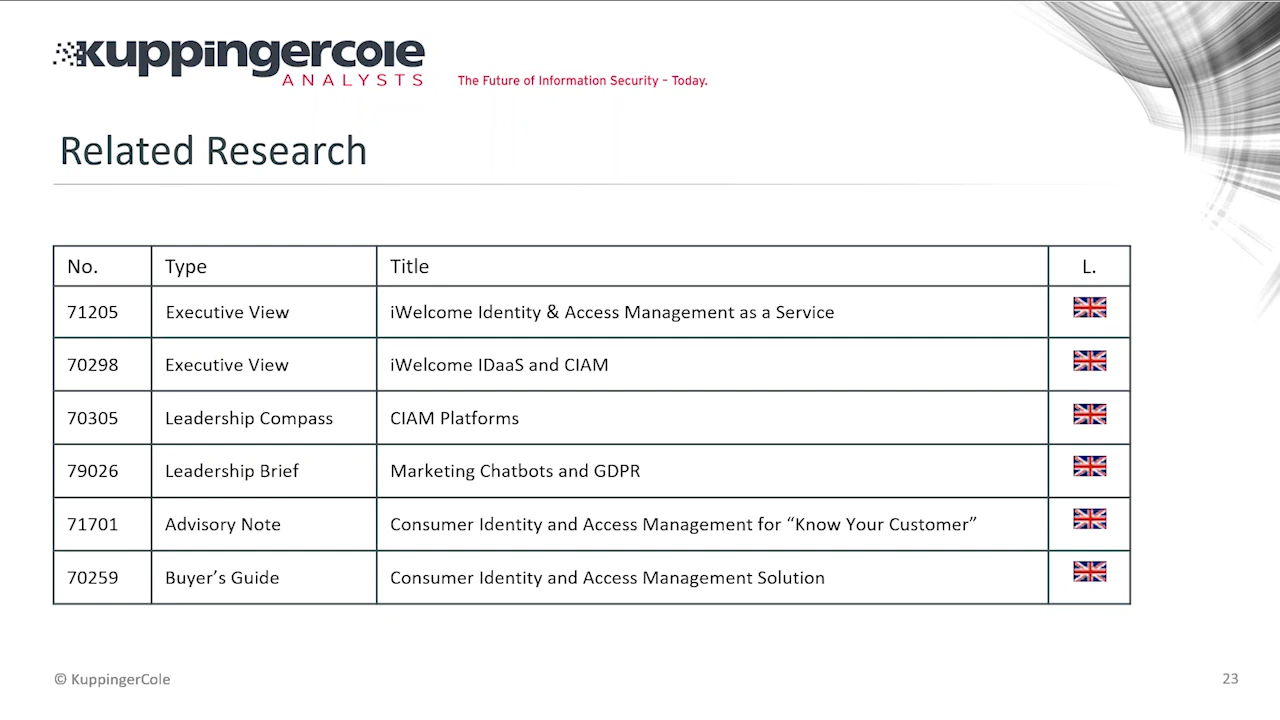 kuppingercole
ANALYSTS
The Future of Information Security – Today.
Related Research
No. Type Title L.
71205 Executive View iWelcome Identity & Access Management as a Service
70298 Executive View iWelcome IDaaS and CIAM
70305 Leadership Compass CIAM Platforms
79026 Leadership Brief Marketing Chatbots and GDPR
71701 Advisory Note Consumer Identity and Access Management for “Know Your Customer”
70259 Buyer’s Guide Consumer Identity and Access Management Solution
© KuppingerCole 23